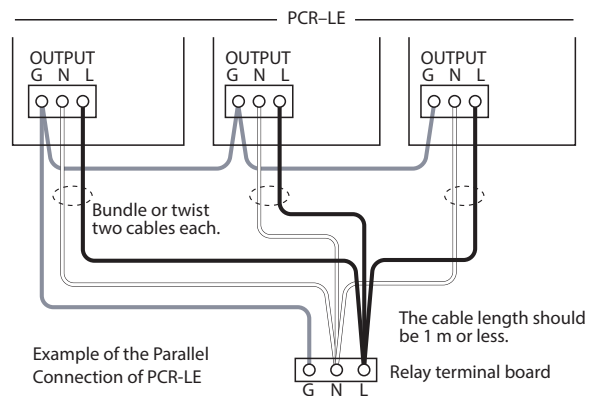 PCR–LE
OUTPUT
G N L
OUTPUT
G N L
OUTPUT
G N L
Bundle or twist
two cables each.
The cable length should
be 1 m or less.
Example of the Parallel
Connection of PCR-LE
Relay terminal board
G N L